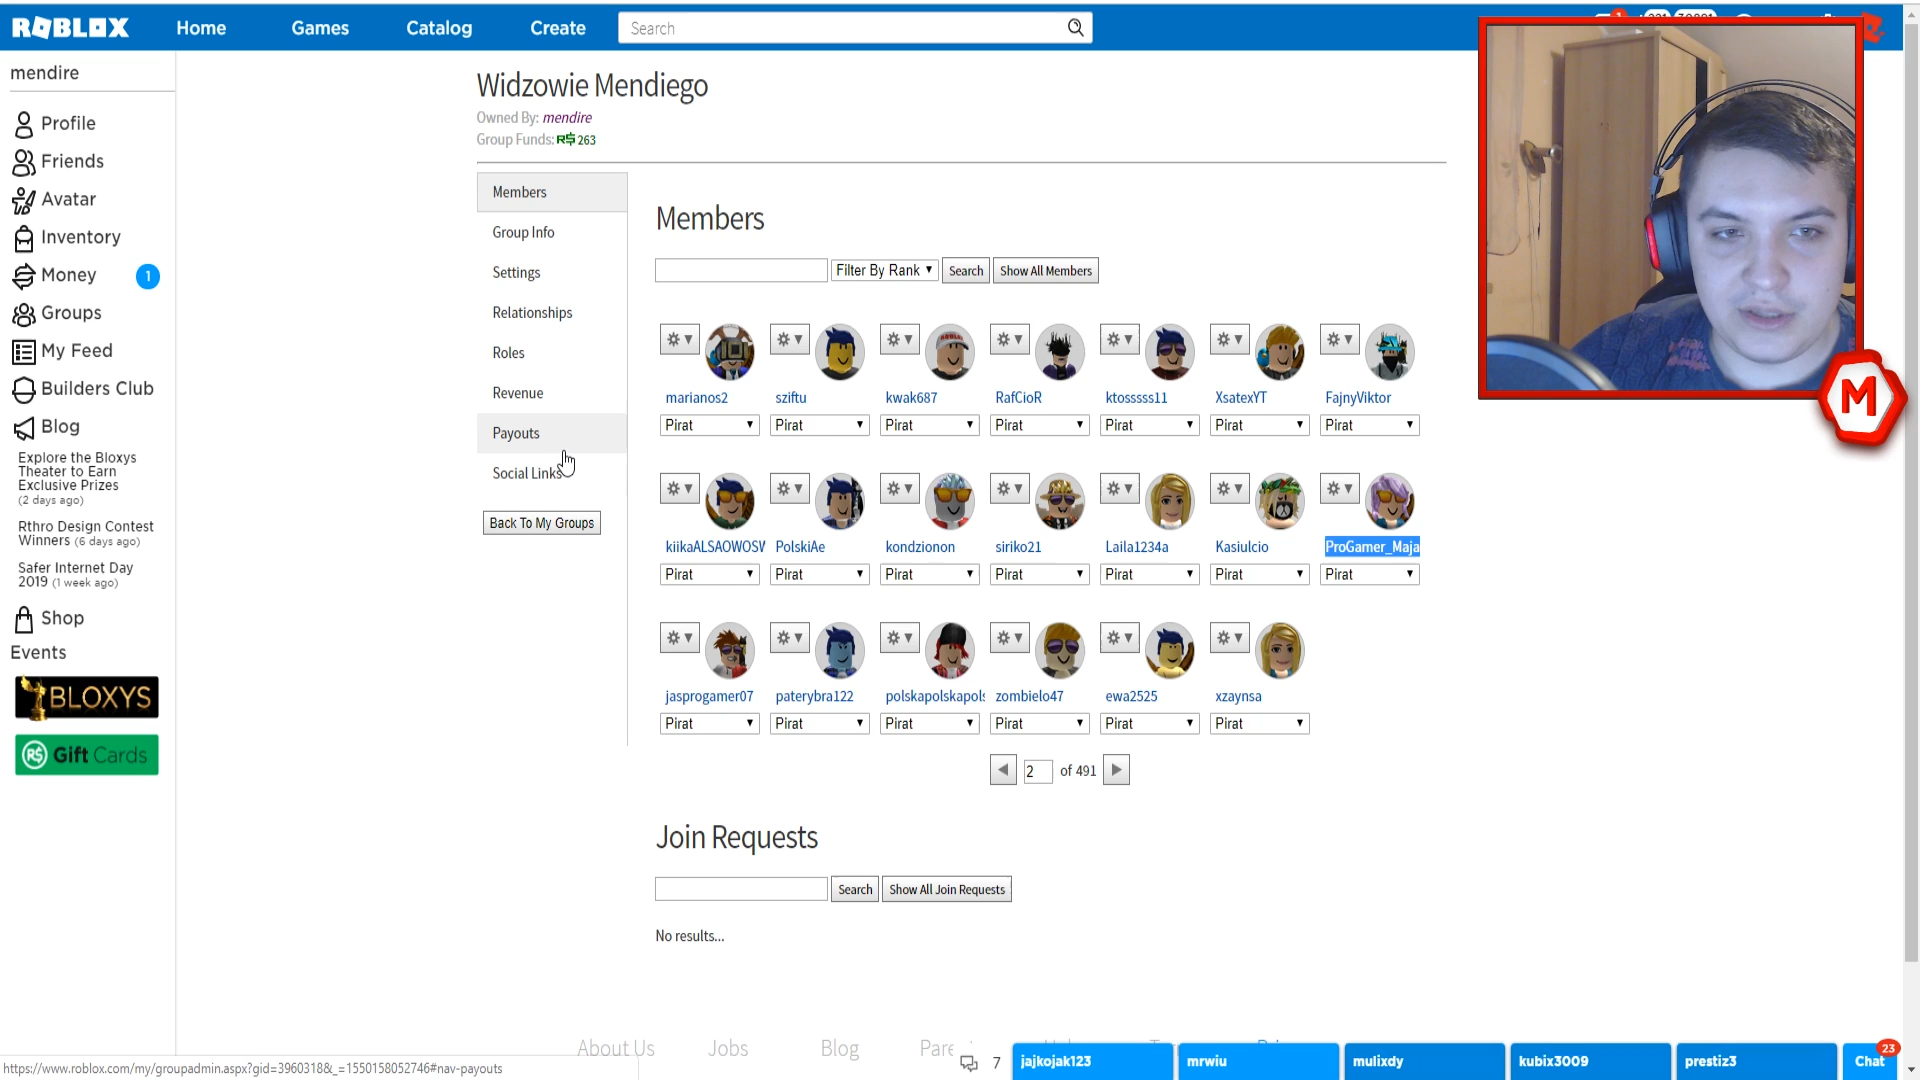 ROBLOX
Home
Games
Catalog
Create
Search
mendire
Profile
Friends
Avatar
Inventory
Money
1
Groups
My Feed
Builders Club
Blog
Explore the Bloxys
Theater to Earn
Exclusive Prizes
(2 days ago)
Rthro Design Contest
Winners (6 days ago)
Safer Internet Day
2019 (1 week ago)
Shop
Events
BLOXYS
R$ Gift Cards
Widzowie Mendiego
Owned By: mendire
Group Funds: R$ 263
Members
Group Info
Settings
Relationships
Roles
Revenue
Payouts
Social Links
Back To My Groups
Members
Filter By Rank
Search
Show All Members
marianos2
sziftu
kwak687
RafCioR
ktosssss11
XsatexYT
FajnyViktor
Pirat
Pirat
Pirat
Pirat
Pirat
Pirat
Pirat
kiikaALSAOWOSW
PolskiAe
kondzionon
siriko21
Laila1234a
Kasiulcio
ProGamer_Maja
Pirat
Pirat
Pirat
Pirat
Pirat
Pirat
Pirat
jasprogamer07
paterybra122
polskapolskapols
zombielo47
ewa2525
xzaynsa
Pirat
Pirat
Pirat
Pirat
Pirat
Pirat
2 of 491
Join Requests
Search
Show All Join Requests
No results...
M
About Us
Jobs
Blog
7
jajkojak123
mrwiu
mulixdy
kubix3009
prestiz3
Chat
23
https://www.roblox.com/my/groupadmin.aspx?gid=3960318&_=1550158052746#nav-payouts